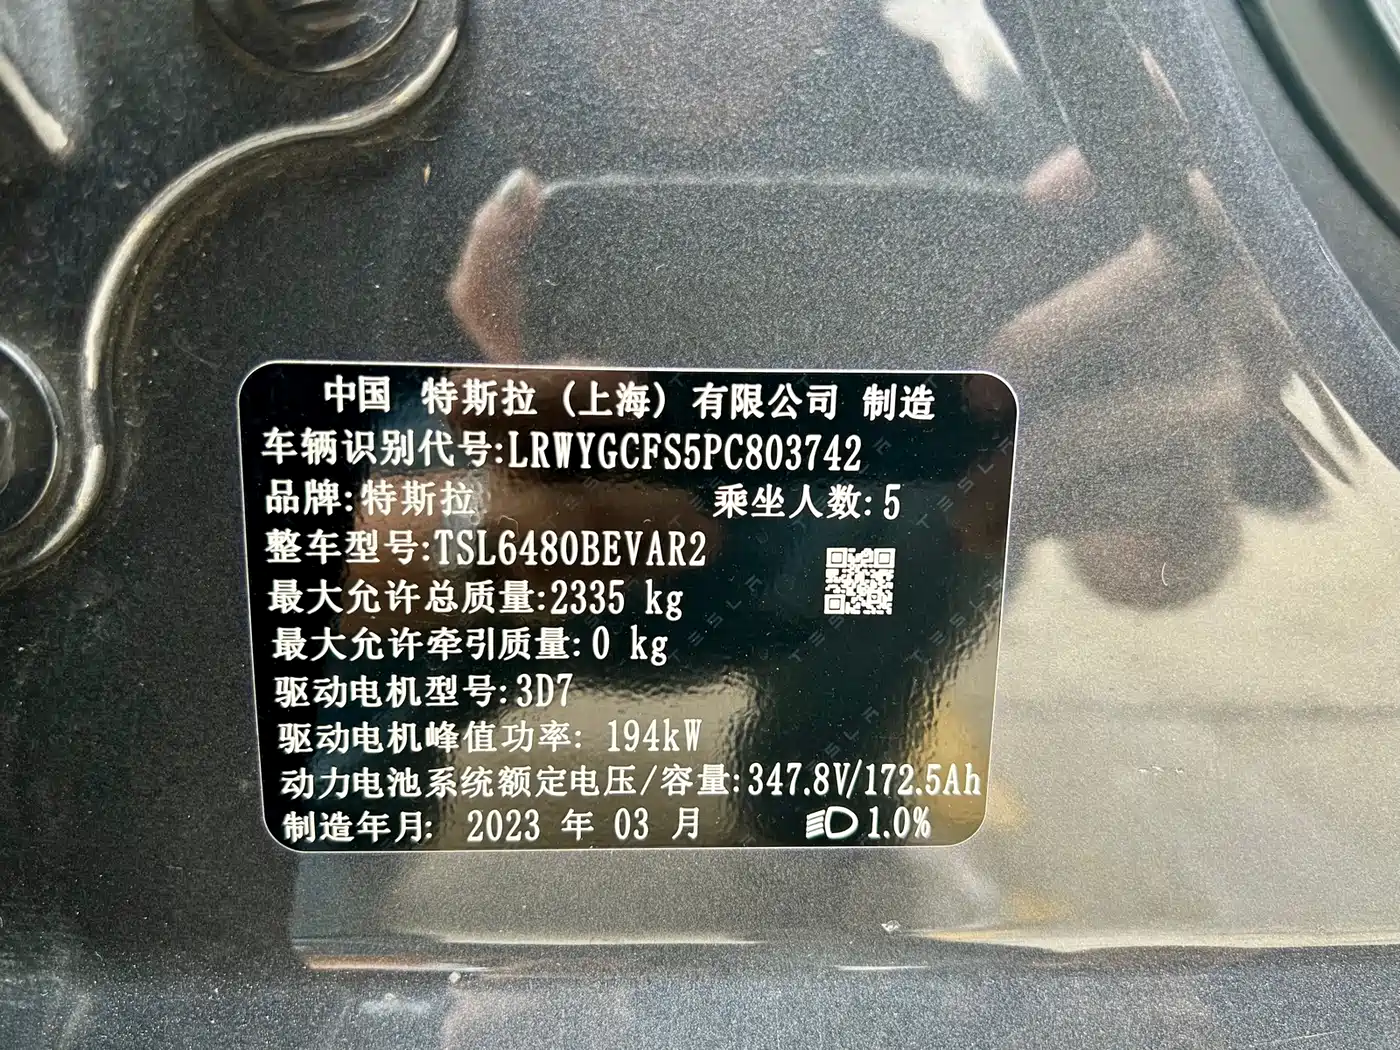 中国 特斯拉（上海）有限公司 制造
车辆识别代号:LRWYGCFS5PC803742
品牌:特斯拉 乘坐人数:5
整车型号:TSL6480BEVAR2
最大允许总质量:2335 kg
最大允许牵引质量:0 kg
驱动电机型号:3D7
驱动电机峰值功率: 194kW
动力电池系统额定电压/容量:347.8V/172.5Ah
制造年月: 2023 年 03 月 1.0%
TESLA
TESLA
TESLA
TESLA